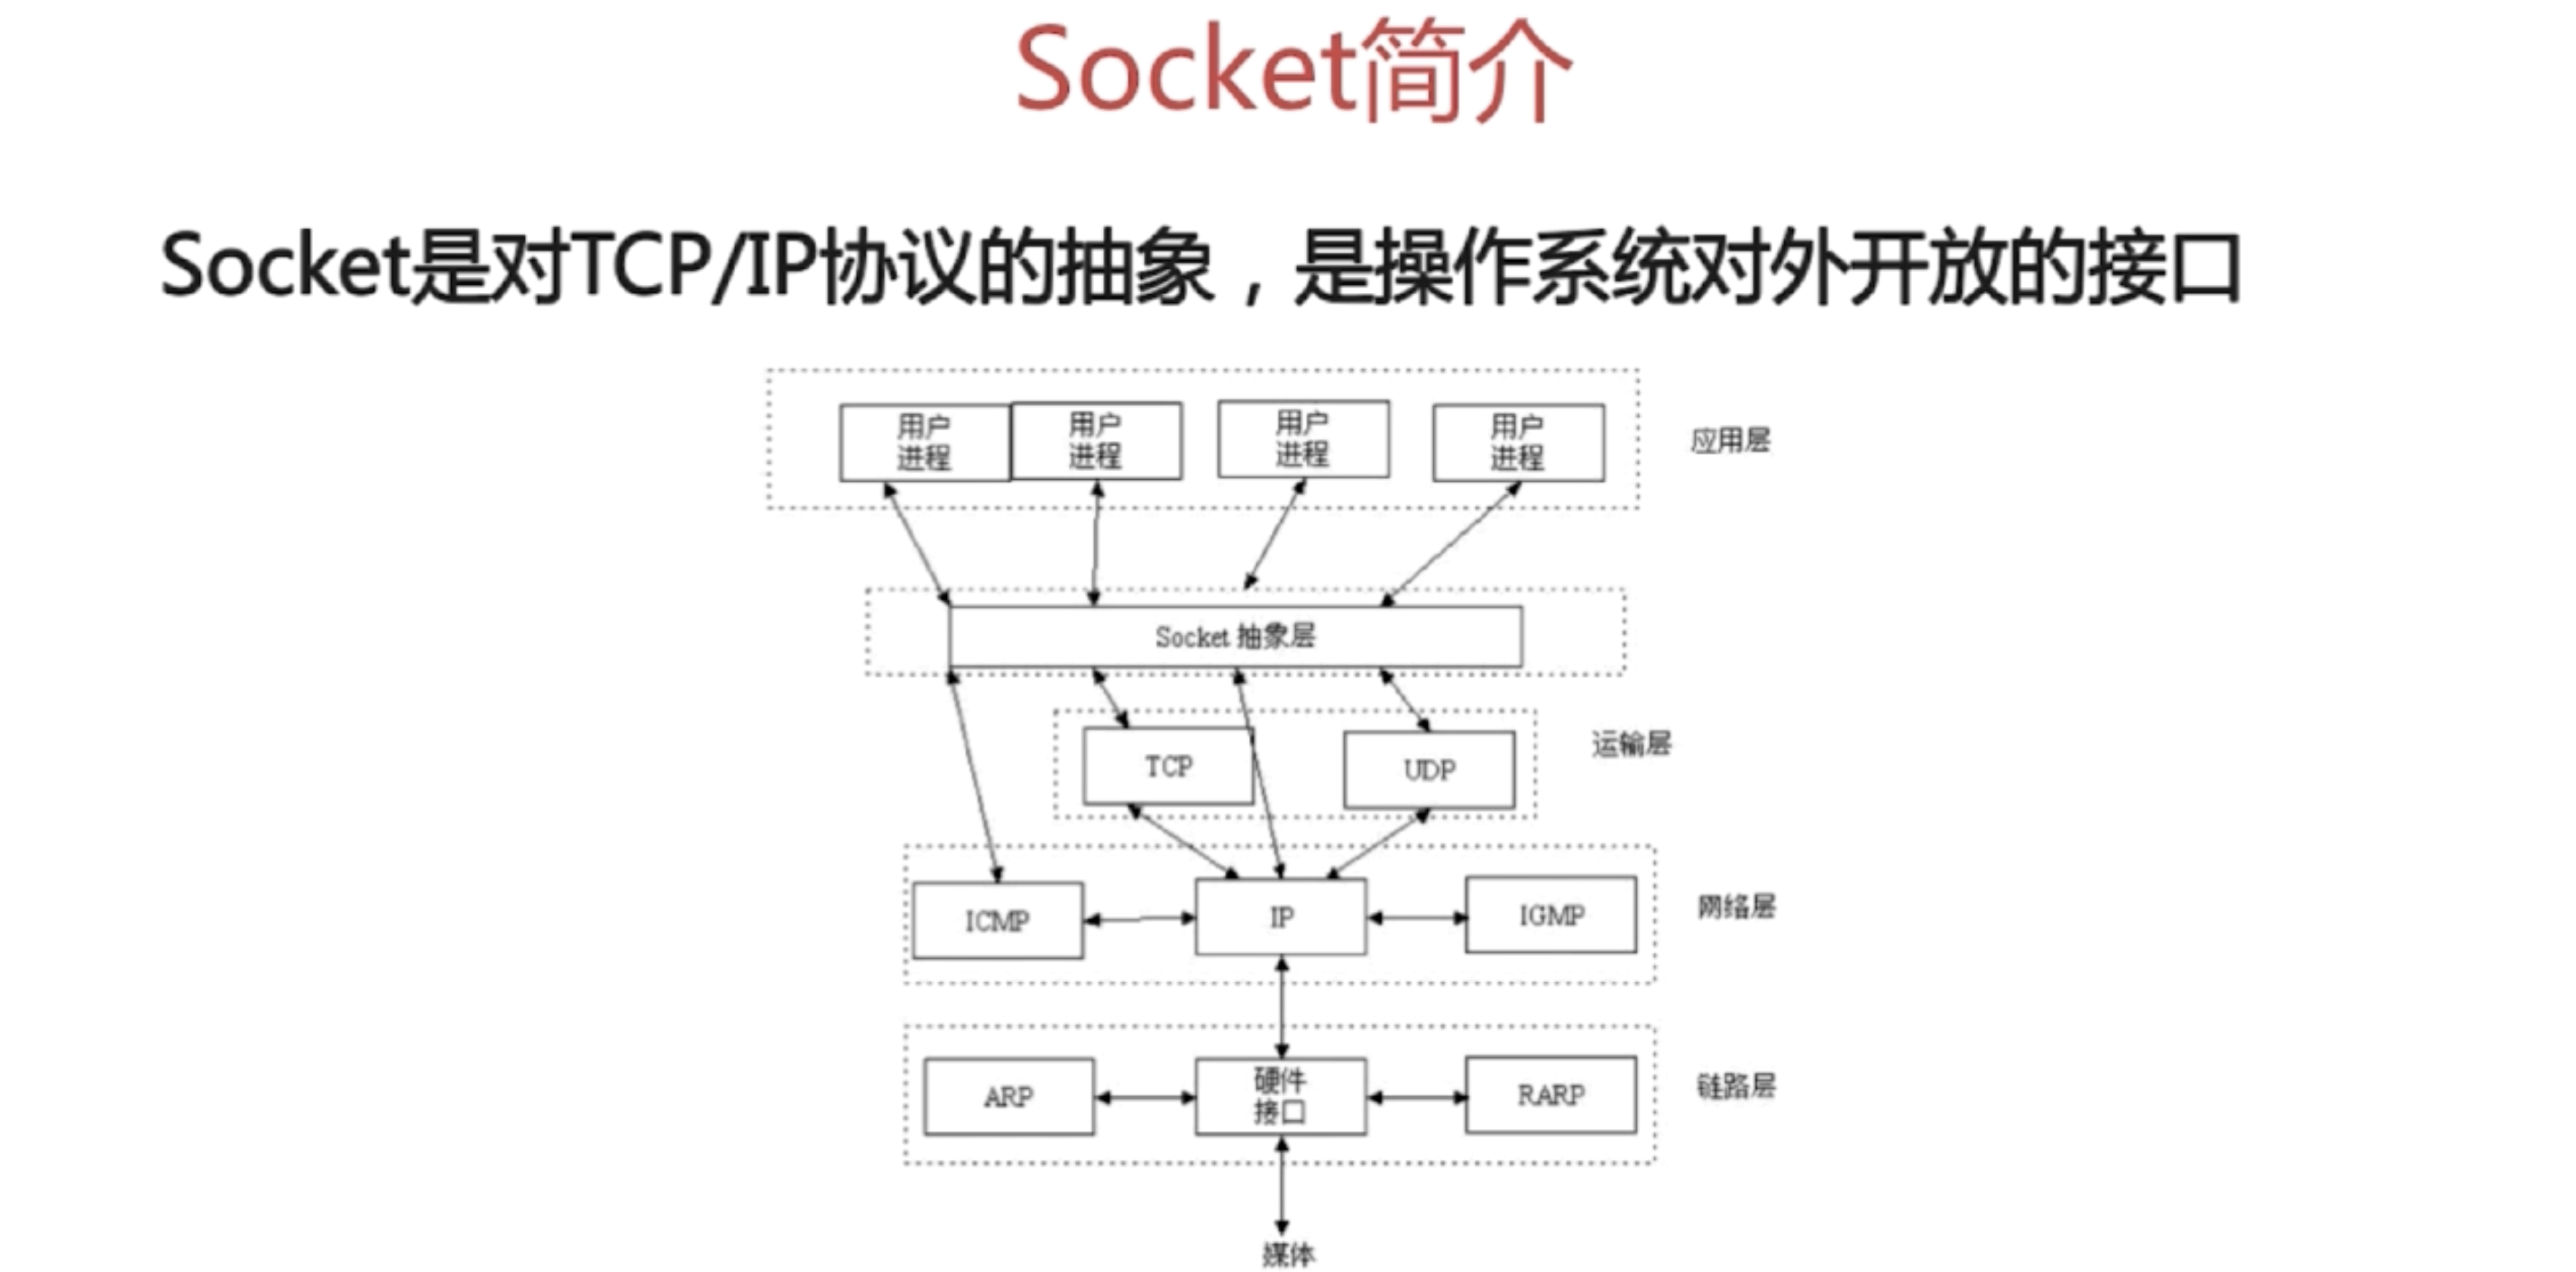 Socket简介
Socket是对TCP/IP协议的抽象，是操作系统对外开放的接口
用户
进程
用户
进程
用户
进程
用户
进程
应用层
Socket 抽象层
TCP
UDP
运输层
ICMP
IP
IGMP
网络层
ARP
硬件
接口
RARP
链路层
媒体